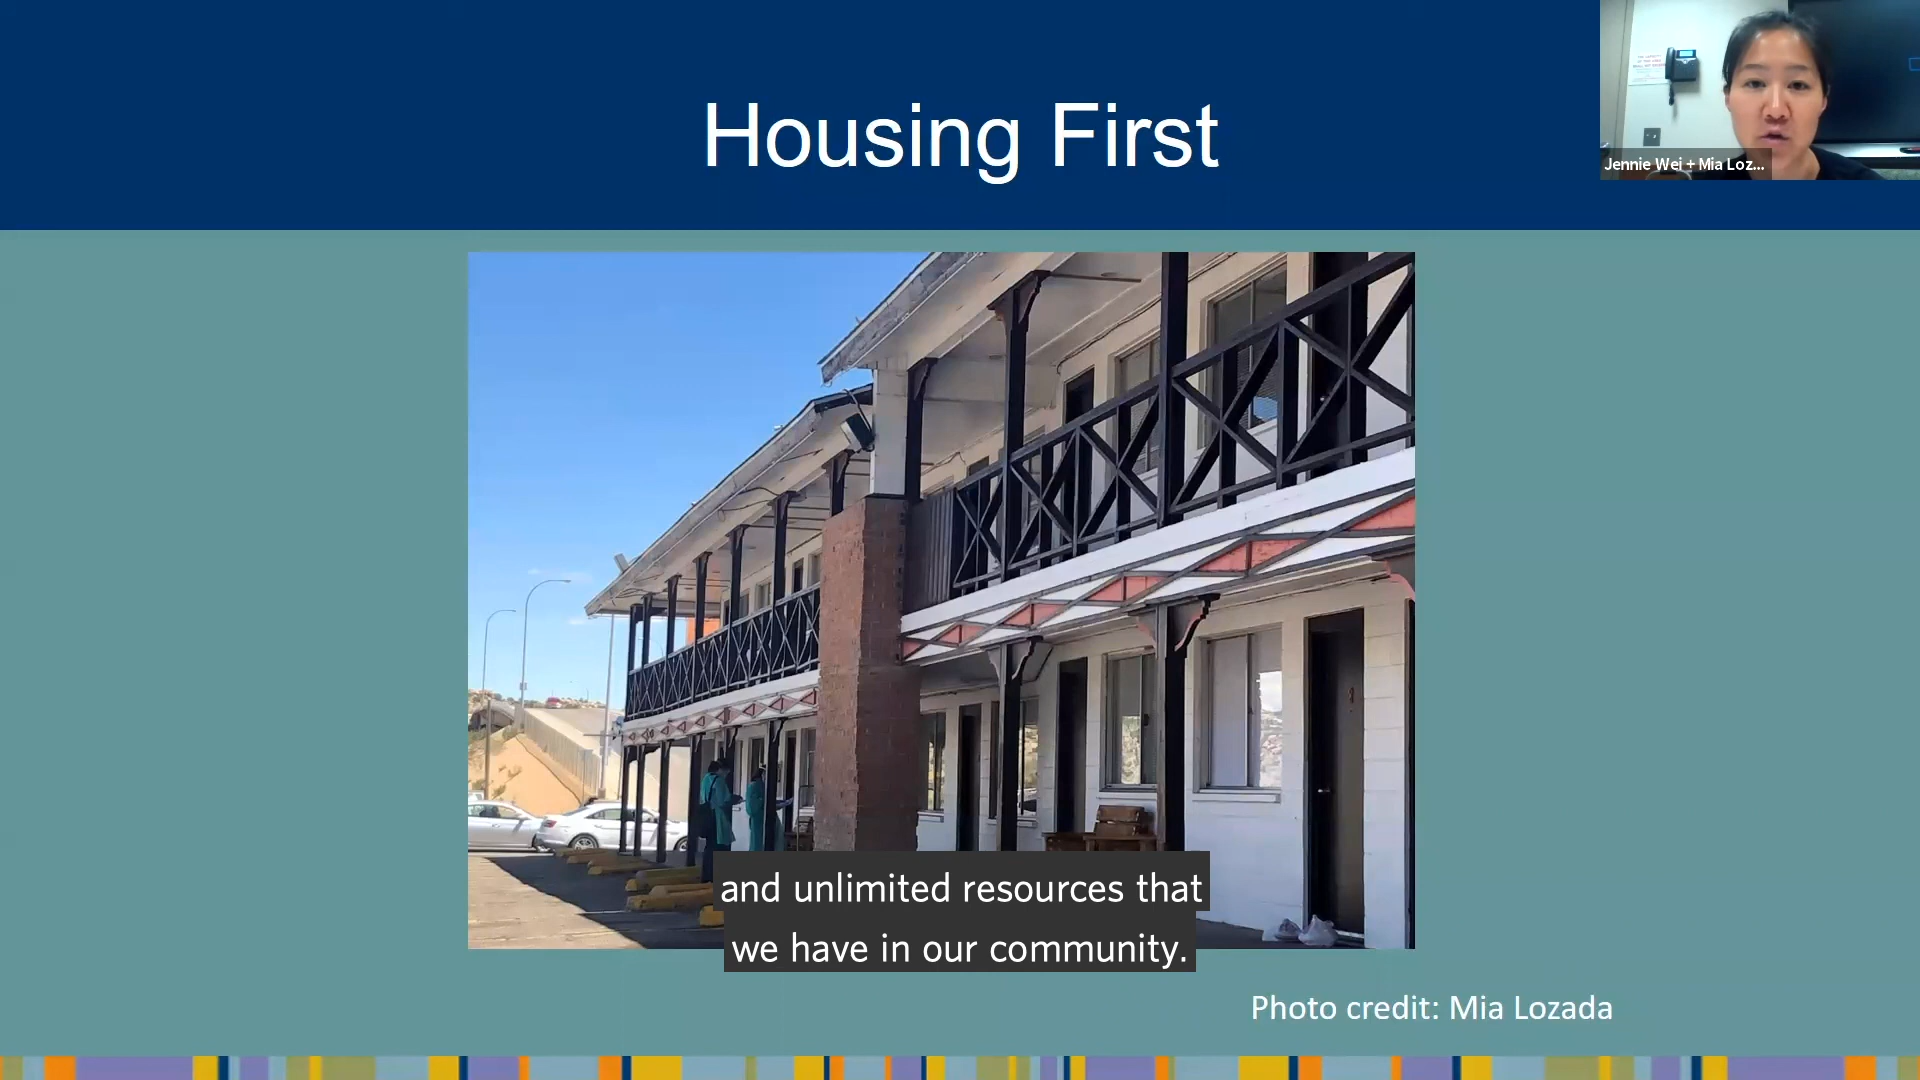 Housing First
Jennie Wei + Mia Loz...
and unlimited resources that
we have in our community.
Photo credit: Mia Lozada